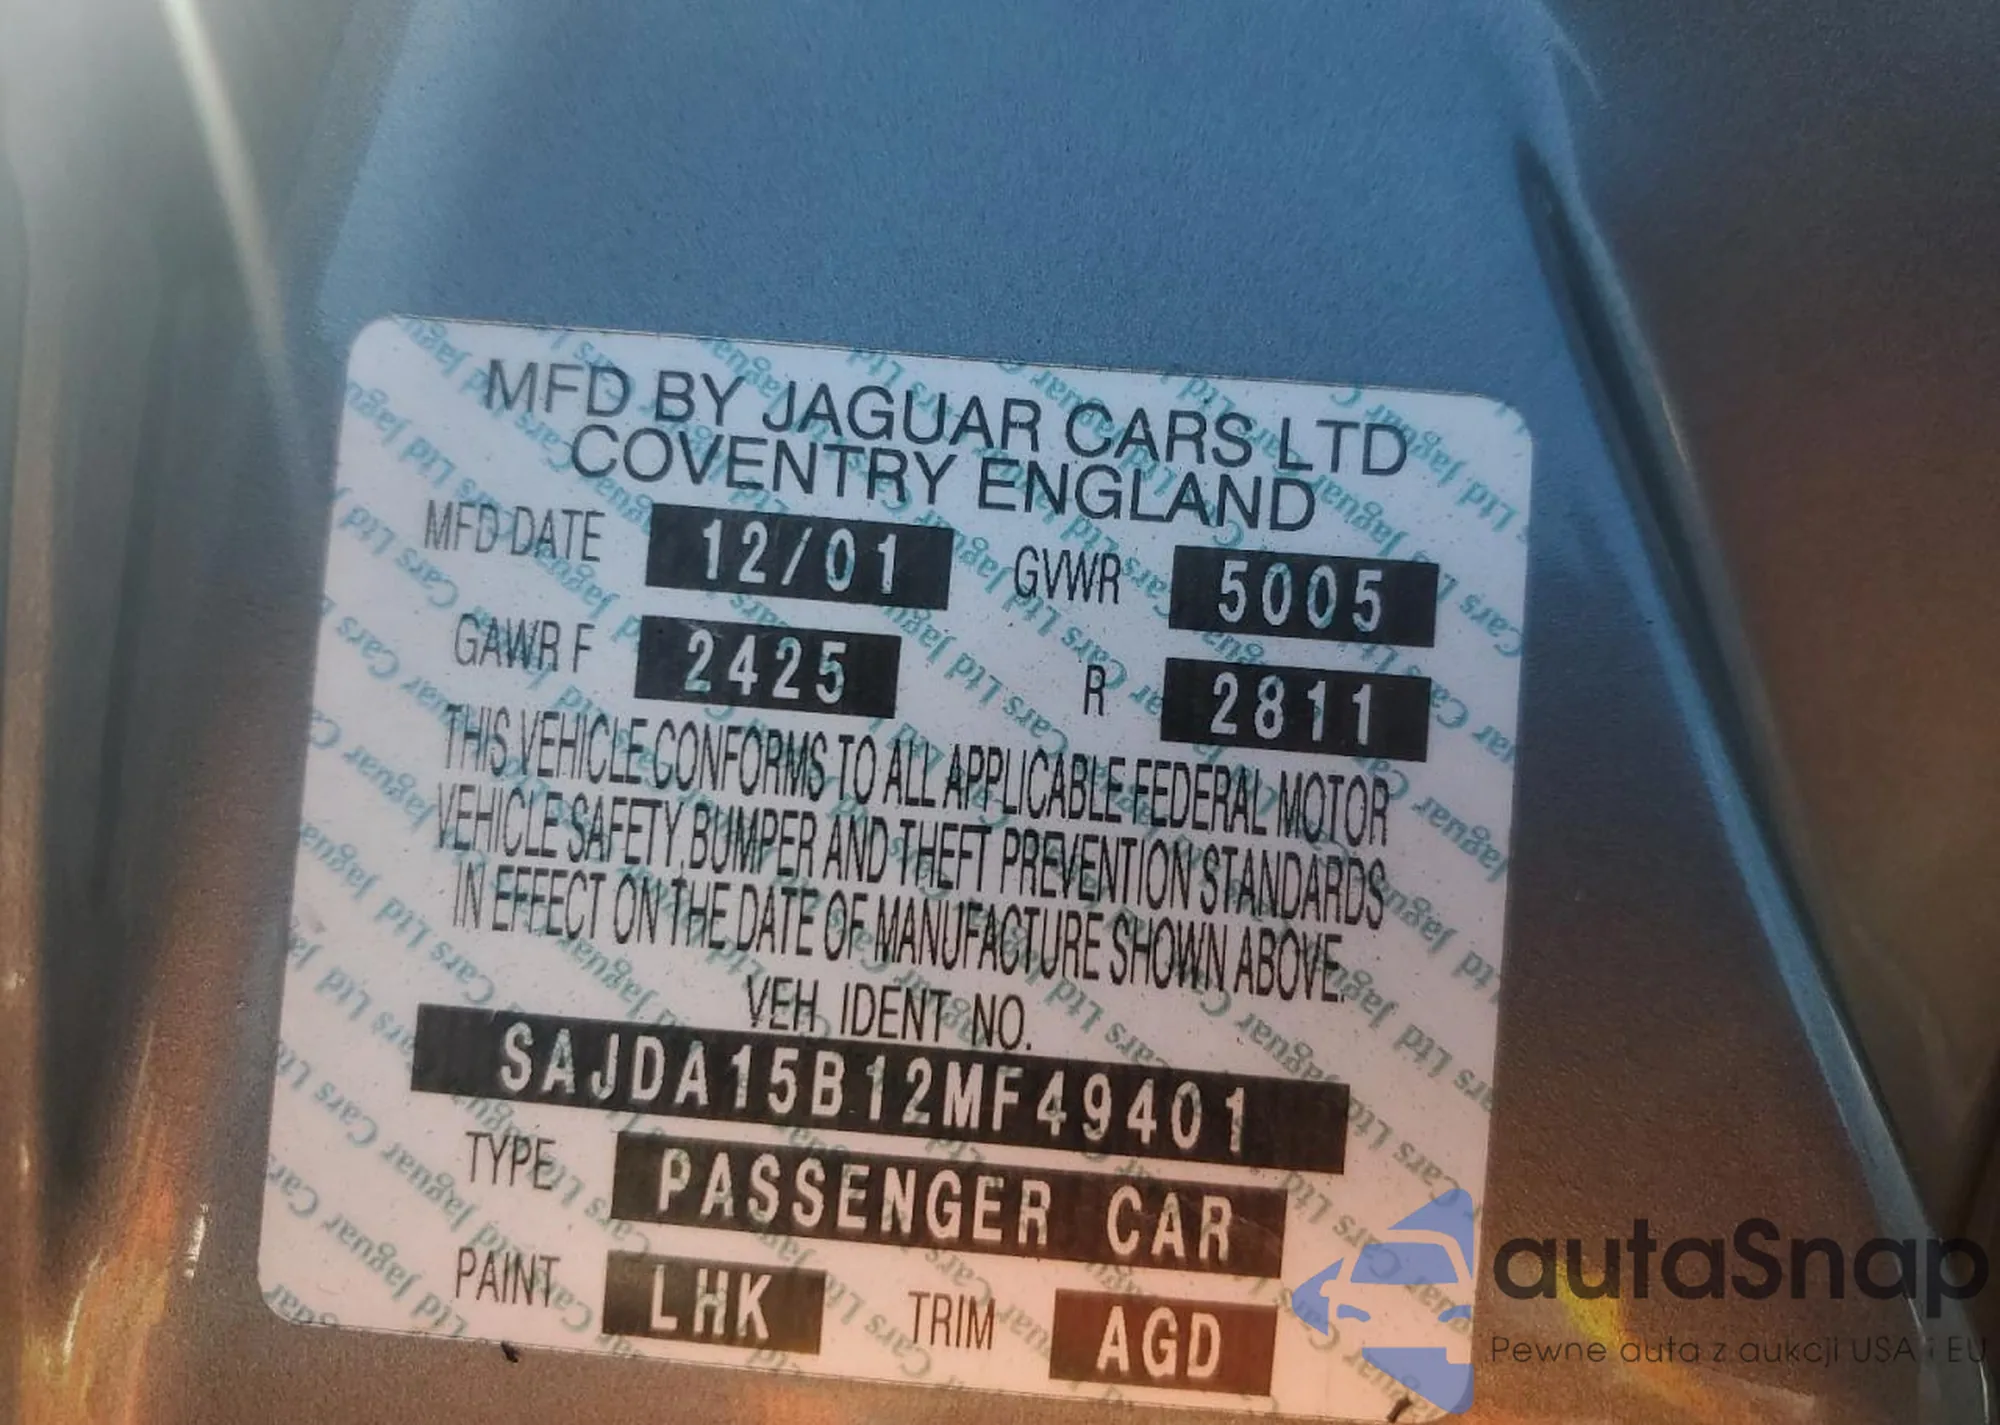 MFD BY JAGUAR CARS LTD
COVENTRY ENGLAND
MFD DATE 12/01 GVWR 5005
GAWR F 2425 R 2811
THIS VEHICLE CONFORMS TO ALL APPLICABLE FEDERAL MOTOR
VEHICLE SAFETY, BUMPER AND THEFT PREVENTION STANDARDS
IN EFFECT ON THE DATE OF MANUFACTURE SHOWN ABOVE.
VEH IDENT NO.
SAJDA15B12MF49401
TYPE PASSENGER CAR
PAINT LHK TRIM AGD
autaSnap
Pewne auta z aukcji USA i EU